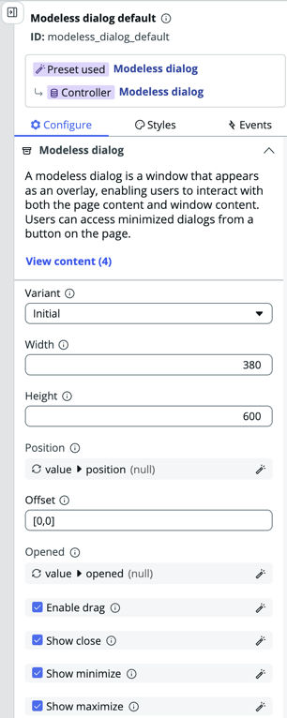 Modeless dialog default
ID: modeless_dialog_default
Preset used Modeless dialog
Controller Modeless dialog
Configure Styles Events
Modeless dialog
A modeless dialog is a window that appears
as an overlay, enabling users to interact with
both the page content and window content.
Users can access minimized dialogs from a
button on the page.
View content (4)
Variant
Initial
Width
380
Height
600
Position
value position (null)
Offset
[0,0]
Opened
value opened (null)
Enable drag
Show close
Show minimize
Show maximize